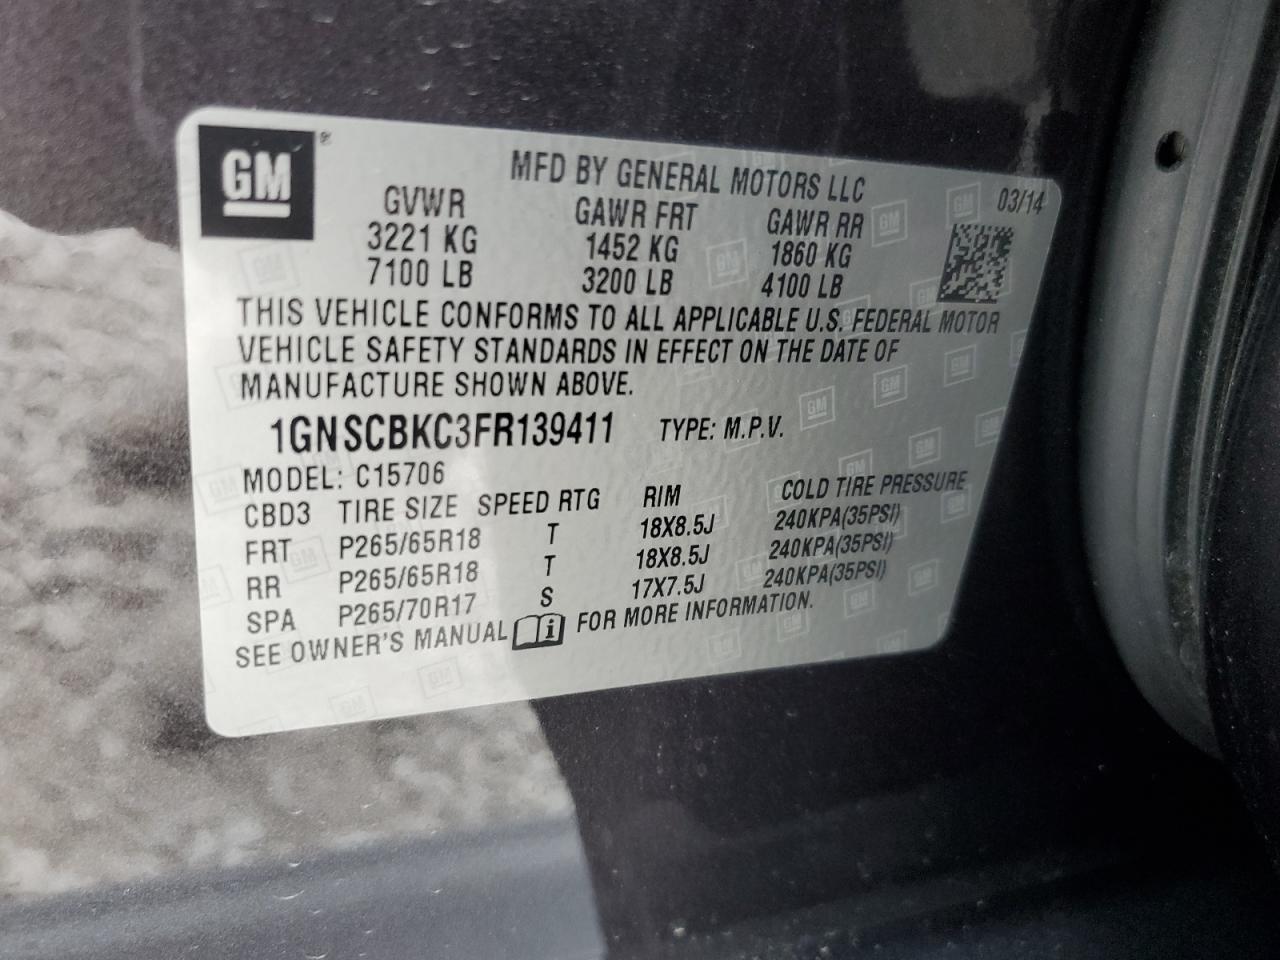 GM
MFD BY GENERAL MOTORS LLC 03/14
GVWR GAWR FRT GAWR RR
3221 KG 1452 KG 1860 KG
7100 LB 3200 LB 4100 LB
THIS VEHICLE CONFORMS TO ALL APPLICABLE U.S. FEDERAL MOTOR
VEHICLE SAFETY STANDARDS IN EFFECT ON THE DATE OF
MANUFACTURE SHOWN ABOVE.
1GNSCBKC3FR139411 TYPE: M.P.V.
MODEL: C15706
CBD3 TIRE SIZE SPEED RTG RIM COLD TIRE PRESSURE
FRT P265/65R18 T 18X8.5J 240KPA(35PSI)
RR P265/65R18 T 18X8.5J 240KPA(35PSI)
SPA P265/70R17 S 17X7.5J 240KPA(35PSI)
SEE OWNER'S MANUAL FOR MORE INFORMATION.